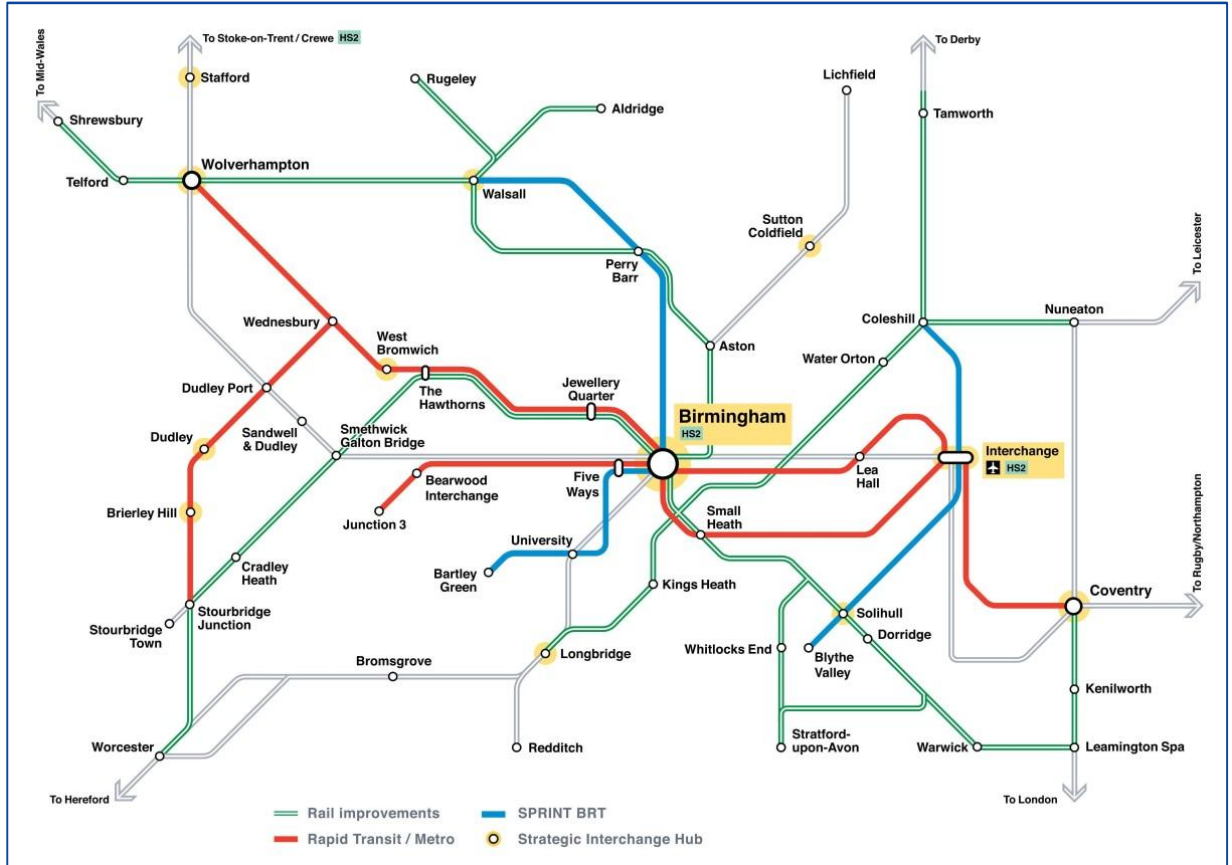 To Mid-Wales
To Stoke-on-Trent / Crewe HS2
Stafford
Shrewsbury
Telford
Wolverhampton
Rugeley
Aldridge
Walsall
Lichfield
Sutton
Coldfield
To Derby
Tamworth
To Leicester
Perry
Barr
Aston
Coleshill
Nuneaton
Water Orton
Wednesbury
West
Bromwich
Dudley Port
The
Hawthorns
Jewellery
Quarter
Birmingham
HS2
Sandwell
& Dudley
Smethwick
Galton Bridge
Dudley
Brierley Hill
Bearwood
Interchange
Junction 3
Five
Ways
Lea
Hall
Interchange
HS2
Small
Heath
University
Bartley
Green
Cradley
Heath
Kings Heath
To Rugby/Northampton
Coventry
Stourbridge
Junction
Stourbridge
Town
Solihull
Dorridge
Whitlocks End
Blythe
Valley
Longbridge
Bromsgrove
Kenilworth
Worcester
Redditch
Stratford-
upon-Avon
Warwick
Leamington Spa
To Hereford
To London
Rail improvements
SPRINT BRT
Rapid Transit / Metro
Strategic Interchange Hub